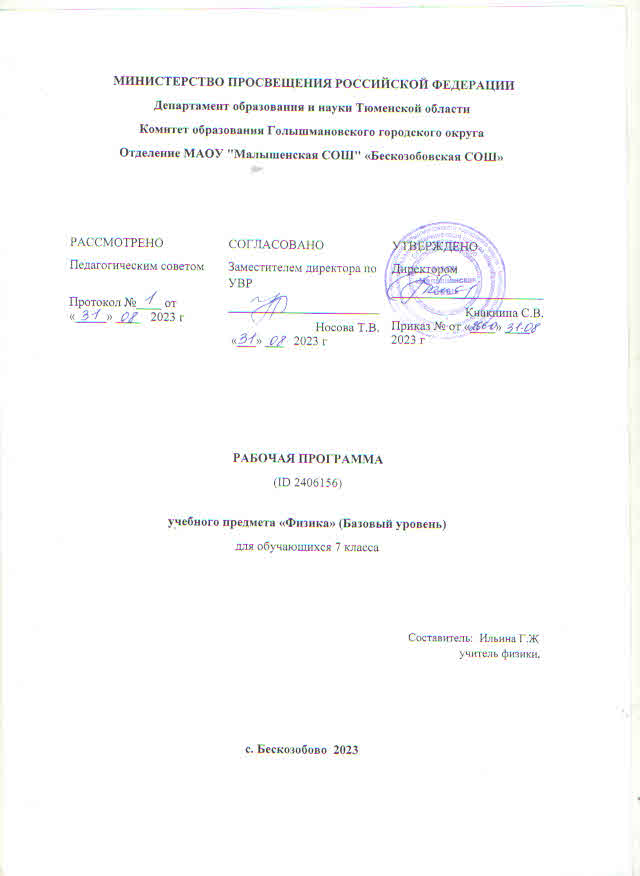 МИНИСТЕРСТВО ПРОСВЕЩЕНИЯ РОССИЙСКОЙ ФЕДЕРАЦИИ
Департамент образования и науки Тюменской области
Комитет образования Голышмановского городского округа
Отделение МАОУ "Малышенская СОШ" «Бескозобовская СОШ»
РАССМОТРЕНО
Педагогическим советом
Протокол № 1 от
« 31 » 08 2023 г
СОГЛАСОВАНО
Заместителем директора по
УВР
Носова Т.В.
« 31 » 08 2023 г
УТВЕРЖДЕНО
Директором
С.В.
Приказ № от « » 31.08
2023 г
РАБОЧАЯ ПРОГРАММА
(ID 2406156)
учебного предмета «Физика» (Базовый уровень)
для обучающихся 7 класса
Составитель: Ильина Г.Ж
учитель физики.
с. Бескозобово 2023